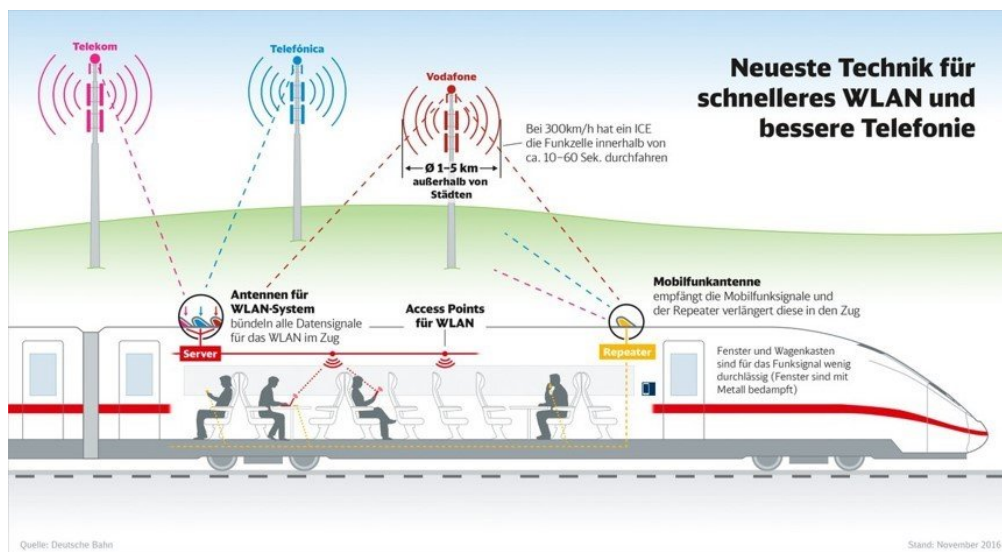 Telekom
Telefónica
Vodafone
Neueste Technik für
schnelleres WLAN und
bessere Telefonie
Bei 300km/h hat ein ICE
die Funkzelle innerhalb von
ca. 10–60 Sek. durchfahren
Ø 1–5 km
außerhalb von
Städten
Antennen für
WLAN-System
bündeln alle Datensignale
für das WLAN im Zug
Access Points
für WLAN
Mobilfunkantenne
empfängt die Mobilfunksignale und
der Repeater verlängert diese in den Zug
Server
Repeater
Fenster und Wagenkasten
sind für das Funksignal wenig
durchlässig (Fenster sind mit
Metall bedampft)
Quelle: Deutsche Bahn
Stand: November 2016